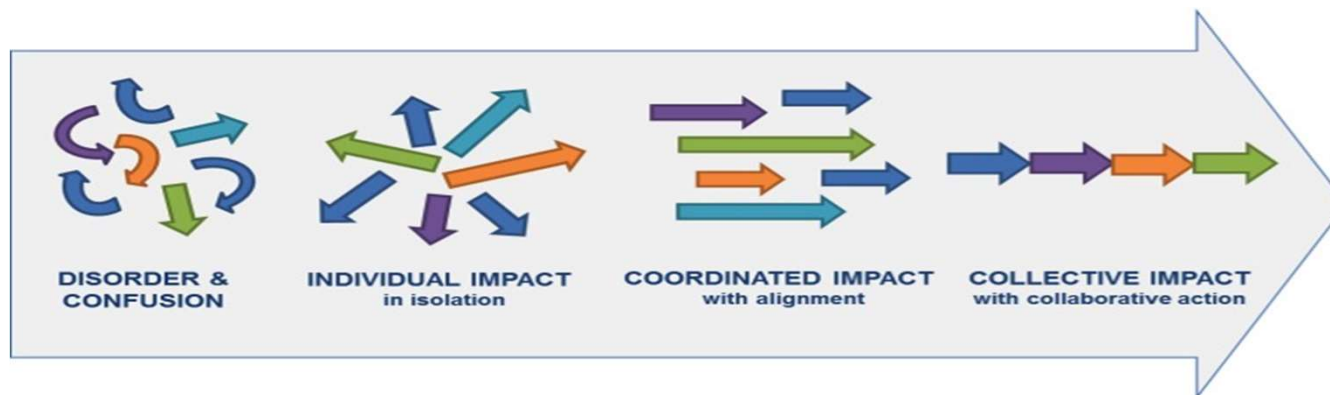 DISORDER &
CONFUSION
INDIVIDUAL IMPACT
in isolation
COORDINATED IMPACT
with alignment
COLLECTIVE IMPACT
with collaborative action